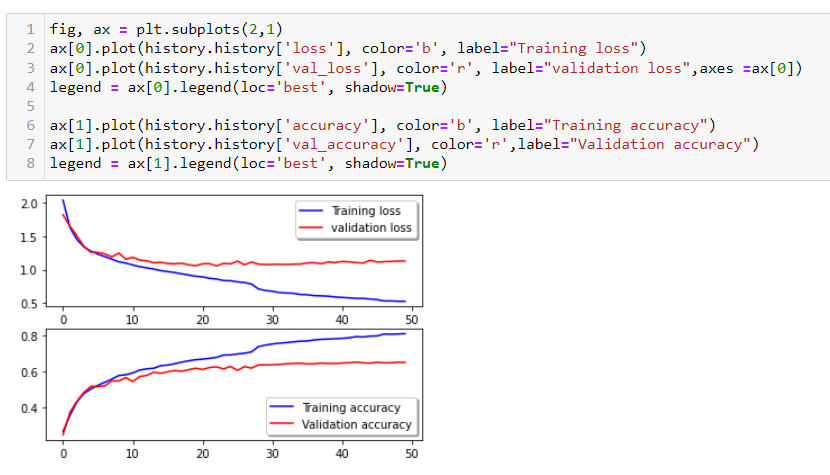 1 fig, ax = plt.subplots(2,1)
2 ax[0].plot(history.history['loss'], color='b', label="Training loss")
3 ax[0].plot(history.history['val_loss'], color='r', label="validation loss",axes =ax[0])
4 legend = ax[0].legend(loc='best', shadow=True)
5
6 ax[1].plot(history.history['accuracy'], color='b', label="Training accuracy")
7 ax[1].plot(history.history['val_accuracy'], color='r',label="Validation accuracy")
8 legend = ax[1].legend(loc='best', shadow=True)
2.0
1.5
1.0
0.5
Training loss
validation loss
0 10 20 30 40 50
0.8
0.6
0.4
Training accuracy
Validation accuracy
0 10 20 30 40 50